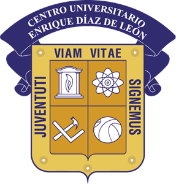 CENTRO UNIVERSITARIO
ENRIQUE DÍAZ DE LEÓN
JUVENTUTI
VIAM VITAE
SIGNEMUS